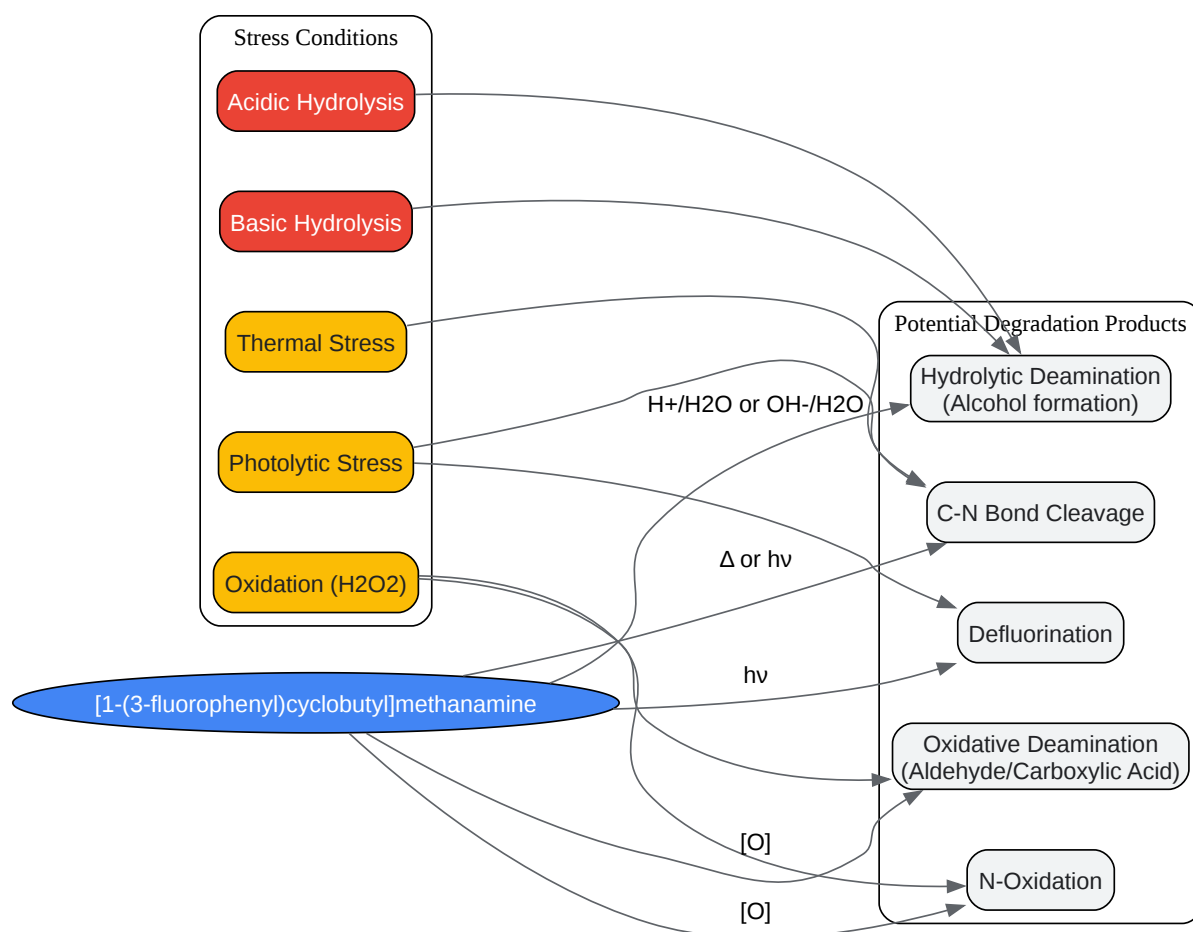 Stress Conditions
Acidic Hydrolysis
Basic Hydrolysis
Thermal Stress
Photolytic Stress
Oxidation (H2O2)
[1-(3-fluorophenyl)cyclobutyl]methanamine
H+/H2O or OH-/H2O
Δ or hν
hν
[O]
[O]
Potential Degradation Products
Hydrolytic Deamination
(Alcohol formation)
C-N Bond Cleavage
Defluorination
Oxidative Deamination
(Aldehyde/Carboxylic Acid)
N-Oxidation